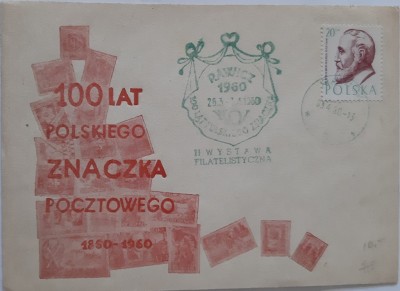 100 LAT
POLSKIEGO
ZNACZKA
POCZTOWEGO
1860-1960
RAWICZ
1960
II WYSTAWA
FILATELISTYCZNA
POLSKA